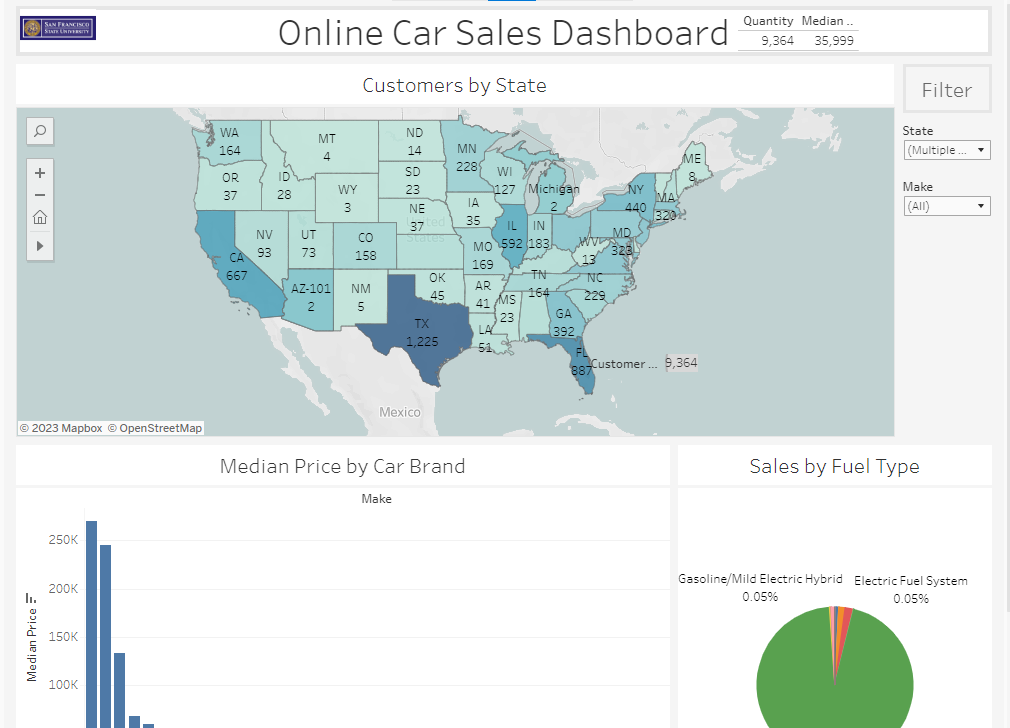 SAN FRANCISCO
STATE UNIVERSITY
Online Car Sales Dashboard
Quantity Median ..
9,364 35,999
Customers by State
Filter
State
(Multiple ...
Make
(All)
WA
164
MT
4
ND
14
MN
228
OR
37
ID
28
WY
3
SD
23
WI
127
Michigan
2
ME
8
NY
440
MA
320
NE
37
United
States
IA
35
IL
592
IN
183
NV
93
UT
73
CO
158
MO
169
WV
13
MD
323
CA
667
AZ-101
2
NM
5
OK
45
AR
41
TN
164
NC
229
MS
23
GA
392
TX
1,225
LA
51
FL
887
Customer ... 9,364
Mexico
© 2023 Mapbox © OpenStreetMap
Median Price by Car Brand
Make
Median Price
250K
200K
150K
100K
Sales by Fuel Type
Gasoline/Mild Electric Hybrid
0.05%
Electric Fuel System
0.05%